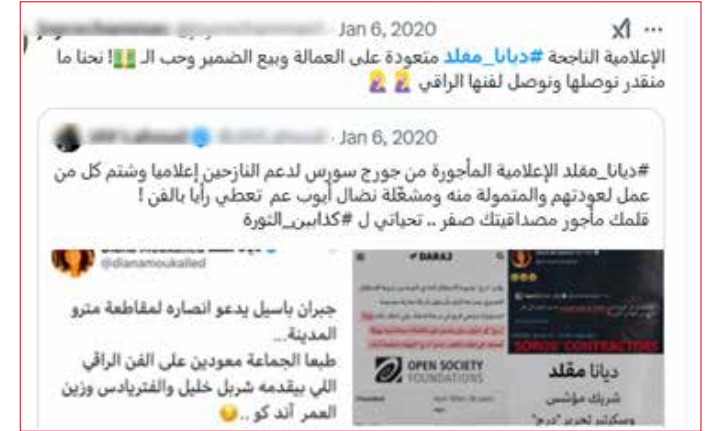 Jan 6, 2020
الإعلامية الناجحة #ديانا_مقلد متعودة على العمالة وبيع الضمير وحب الـ 💵! نحنا ما
منقدر نوصلها ونوصل لفنها الراقي 🤦‍♀️ 🤦‍♀️
Jan 6, 2020
#ديانا_مقلد الإعلامية المأجورة من جورج سورس لدعم النازحين إعلاميا وشتم كل من
عمل لعودتهم والمتمولة منه ومشغّلة نضال أيوب عم تعطي رأيا بالفن !
قلمك مأجور مصداقيتك صفر .. تحياتي ل #كدابين_الثورة
@dianamoukalled
جبران باسيل يدعو انصاره لمقاطعة مترو
المدينة...
طبعا الجماعة معودين على الفن الراقي
اللي بيقدمه شربل خليل والفتريادس وزين
العمر آند كو ..😏
DARAJ
OPEN SOCIETY
FOUNDATIONS
SOROS' CONTRACTORS
ديانا مقلد
شريك مؤسس
وسكرتير تحرير "درج"